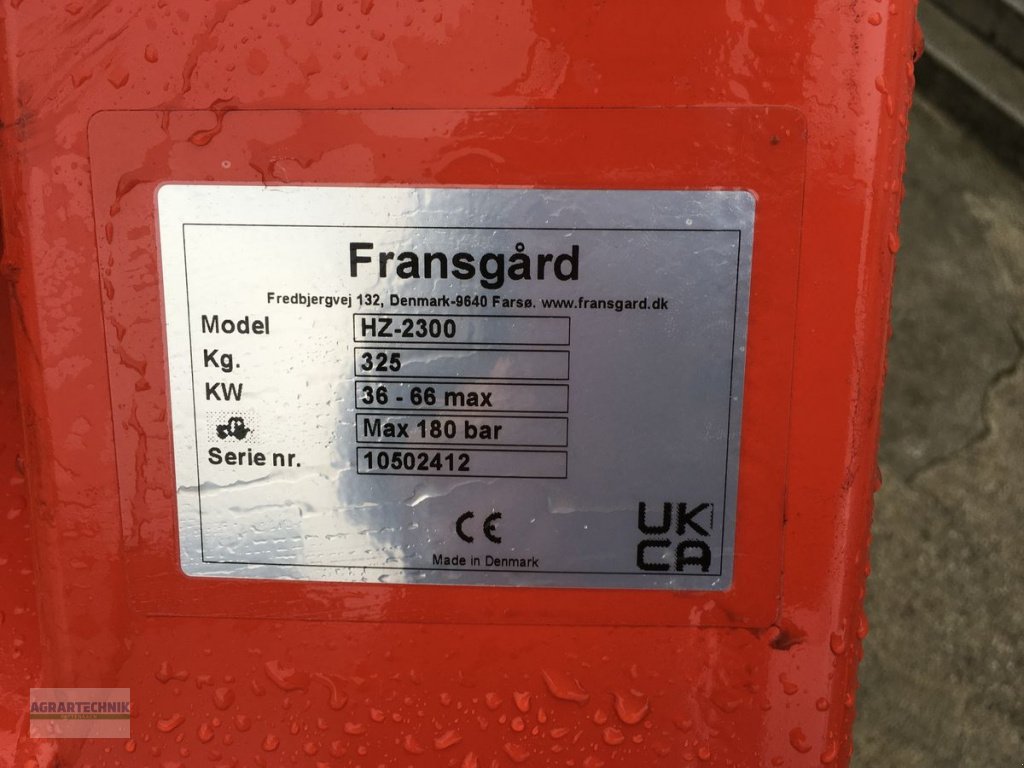 Fransgård
Fredbjergvej 132, Denmark-9640 Farsø. www.fransgard.dk
Model HZ-2300
Kg. 325
KW 36 - 66 max
Max 180 bar
Serie nr. 10502412
CE
Made in Denmark
UK
CA
AGRARTECHNIK